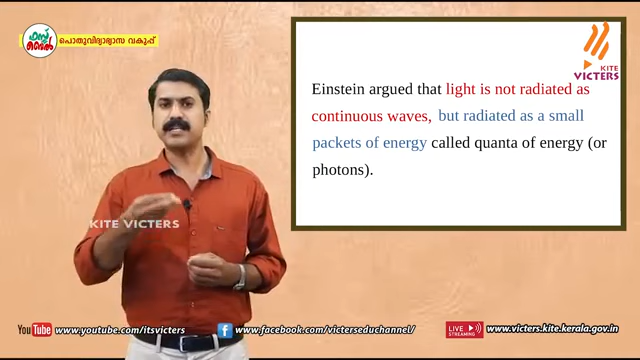 ഫസ്റ്റ് ബെൽ
പൊതുവിദ്യാഭ്യാസ വകുപ്പ്
KITE
VICTERS
Einstein argued that light is not radiated as
continuous waves, but radiated as a small
packets of energy called quanta of energy (or
photons).
KITE VICTERS
YouTube www.youtube.com/itsvicters
f www.facebook.com/victerseduchannel/
LIVE STREAMING www.victers.kite.kerala.gov.in